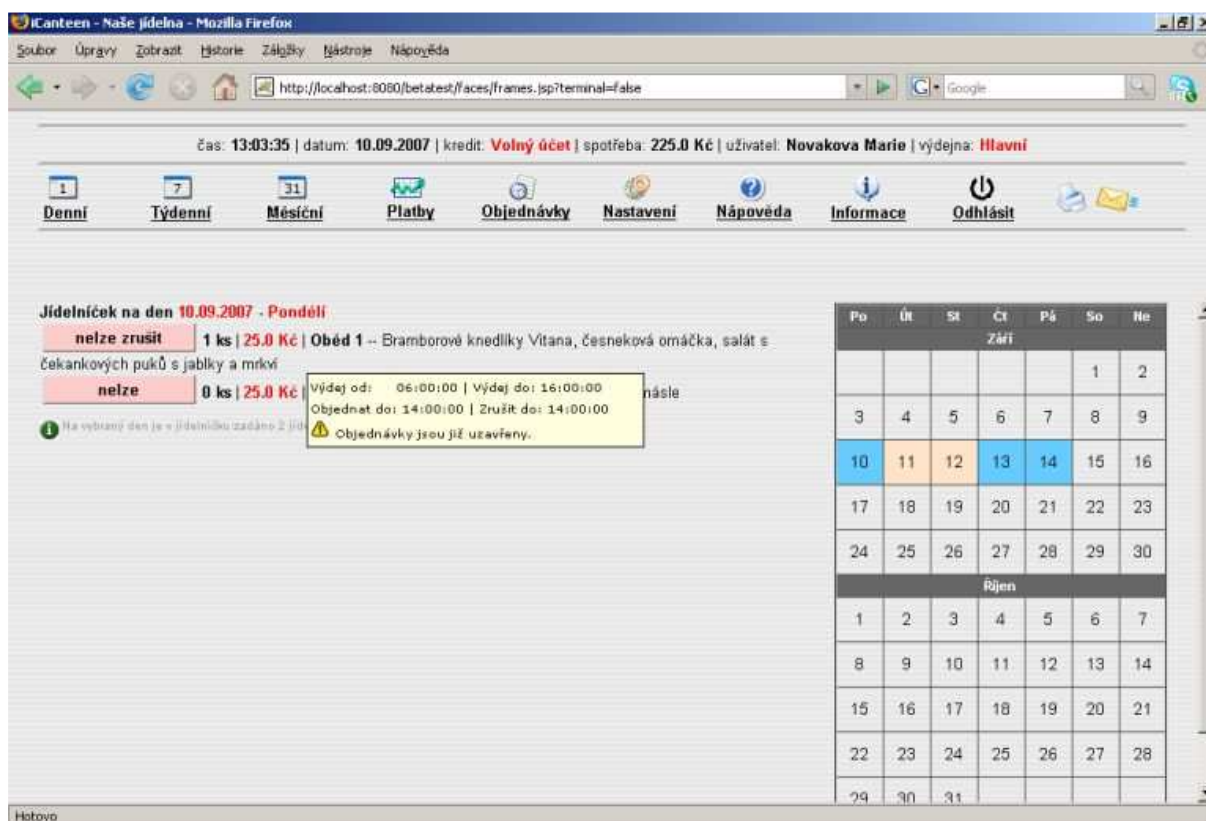 iCanteen - Naše jídelna - Mozilla Firefox
Soubor Úpravy Zobrazit Historie Záložky Nástroje Nápověda
http://localhost:8080/betatest/faces/frames.jsp?terminal=false Google
čas: 13:03:35 | datum: 10.09.2007 | kredit: Volný účet | spotřeba: 225.0 Kč | uživatel: Novakova Marie | výdejna: Hlavní
1 7 31
Denní Týdenní Měsíční Platby Objednávky Nastavení Nápověda Informace Odhlásit
Jídelníček na den 10.09.2007 - Pondělí
nelze zrušit 1 ks | 25.0 Kč | Oběd 1 -- Bramborové knedlíky Vitana, česneková omáčka, salát s
čekankových puků s jablky a mrkví
nelze 0 ks | 25.0 Kč | násle
Výdej od: 06:00:00 | Výdej do: 16:00:00
Objednat do: 14:00:00 | Zrušit do: 14:00:00
Objednávky jsou již uzavřeny.
Na vybraný den je v jídelníčku zadáno 2 jíde
Po Út St Čt Pá So Ne
Září
1 2
3 4 5 6 7 8 9
10 11 12 13 14 15 16
17 18 19 20 21 22 23
24 25 26 27 28 29 30
Říjen
1 2 3 4 5 6 7
8 9 10 11 12 13 14
15 16 17 18 19 20 21
22 23 24 25 26 27 28
29 30 31
Hotovo